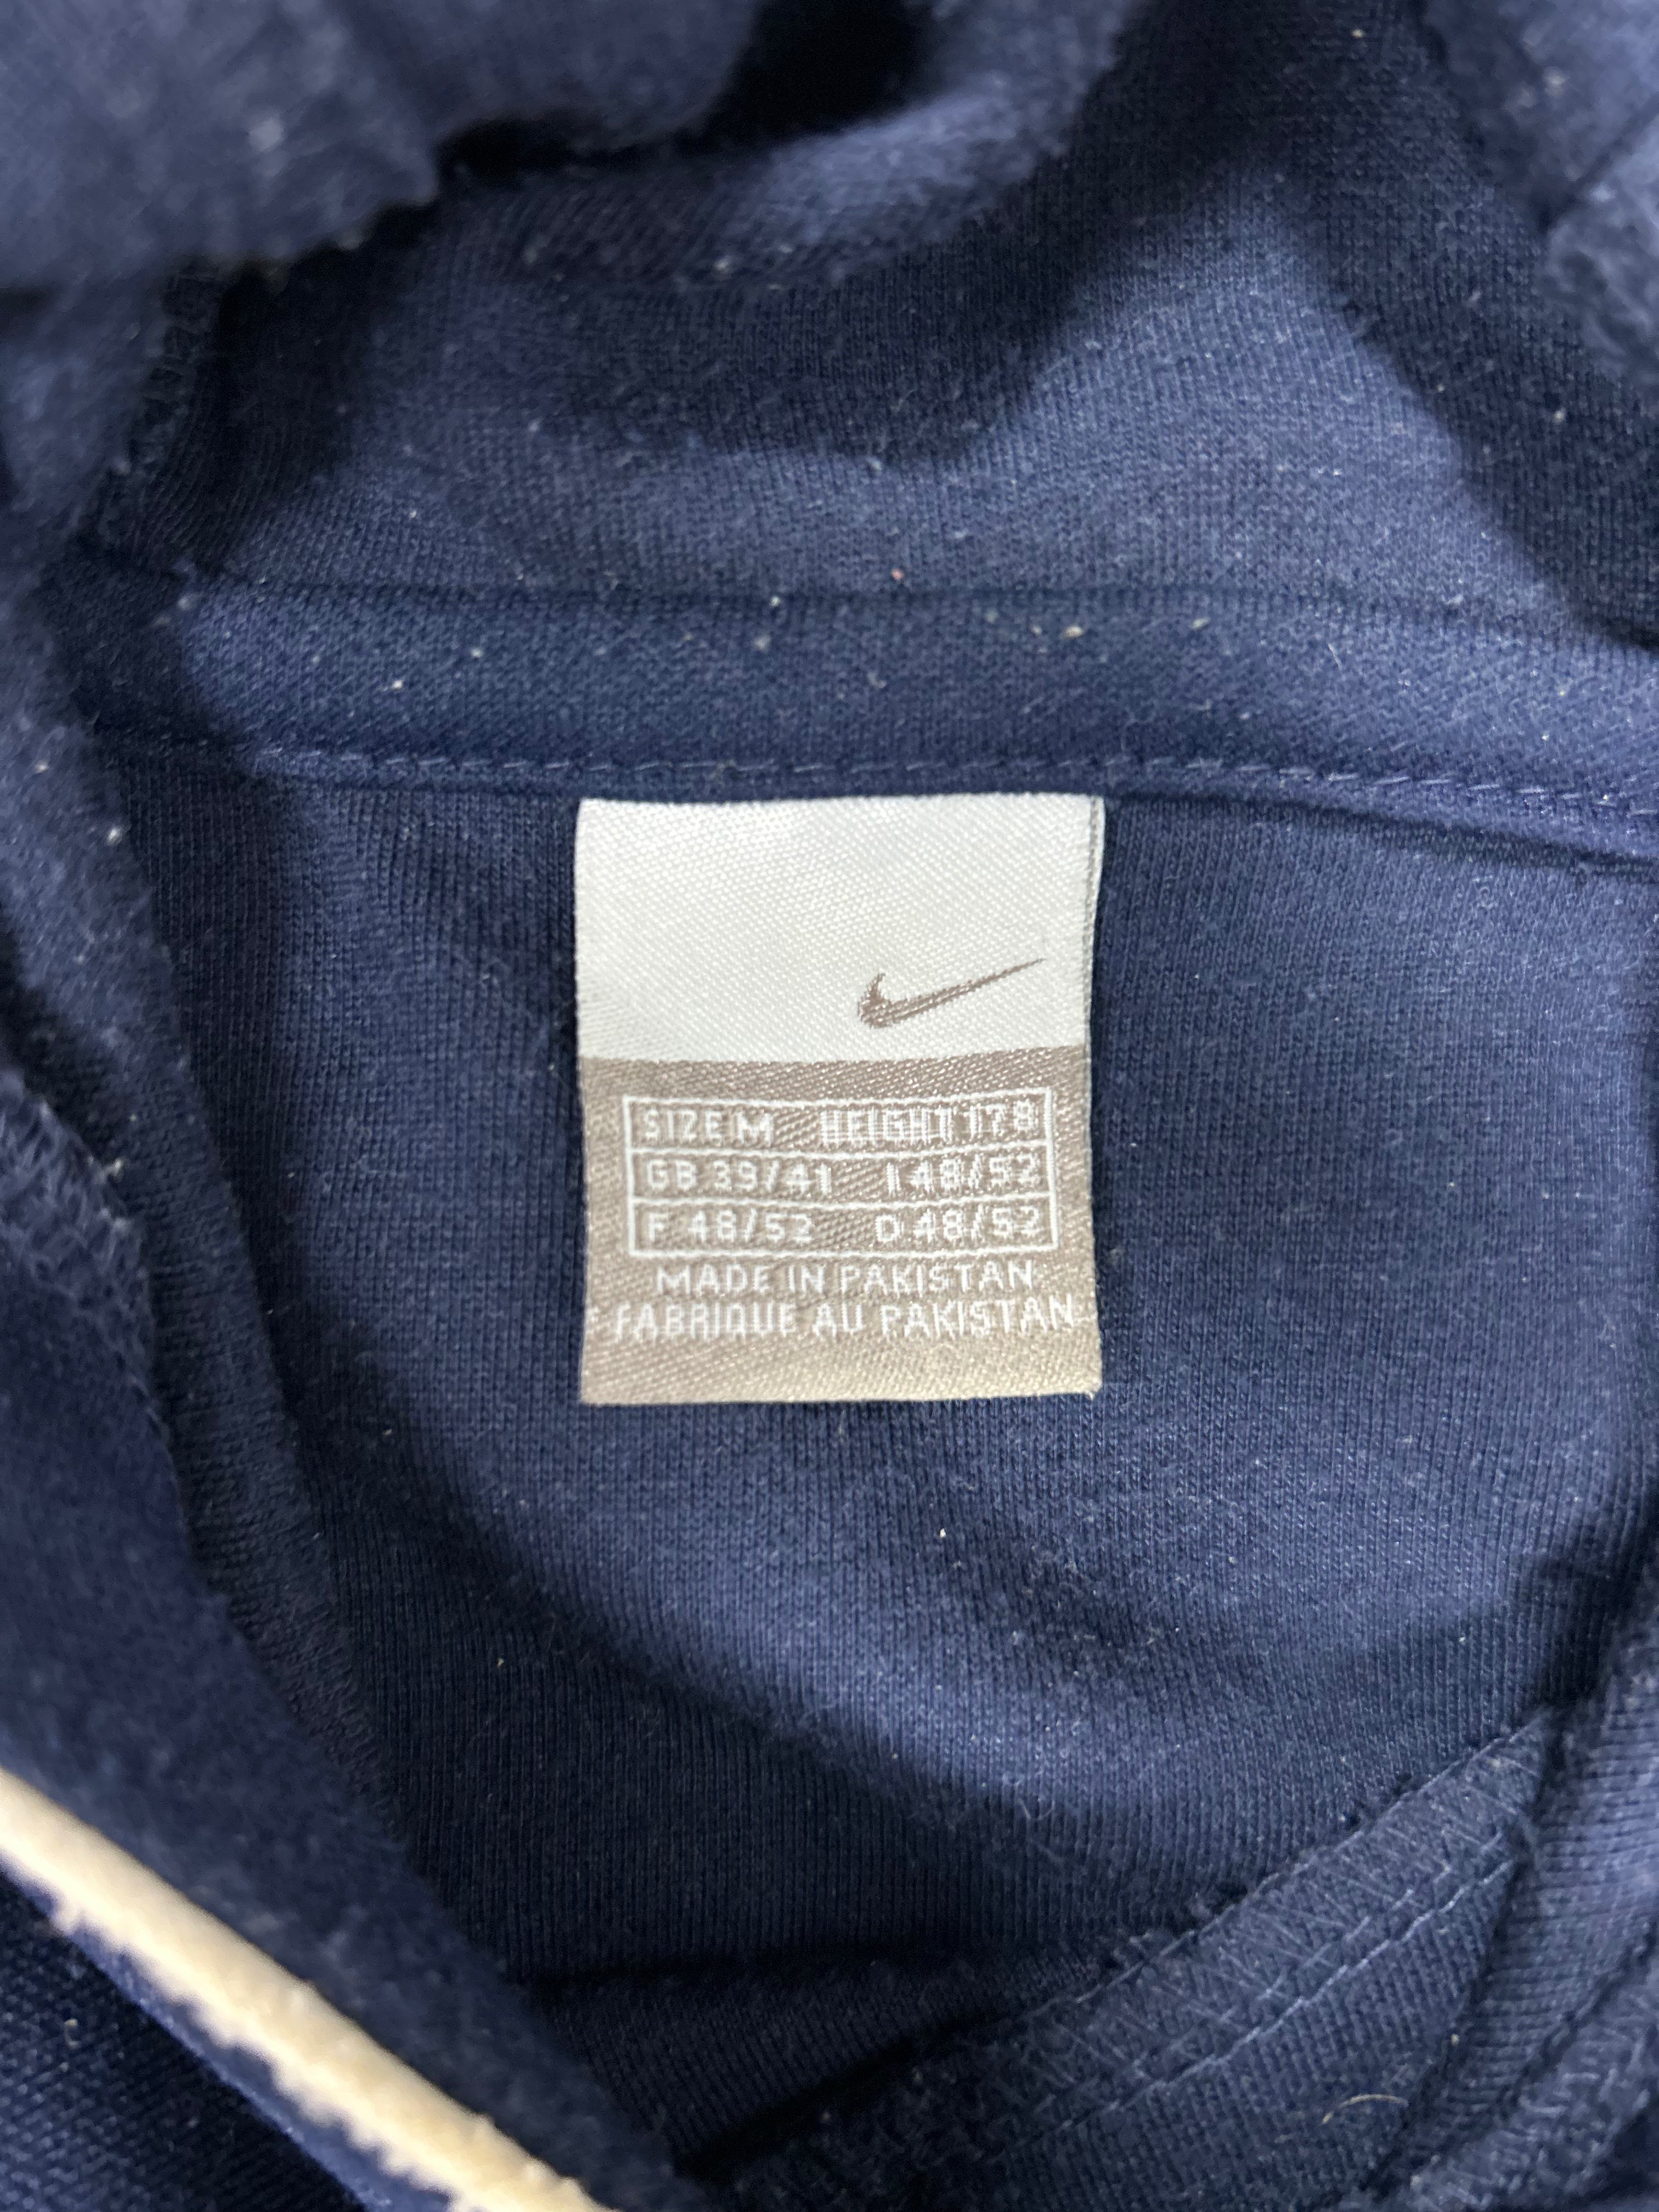 SIZE M HEIGHT 178
GB 39/41 I 48/52
F 48/52 D 48/52
MADE IN PAKISTAN
FABRIQUE AU PAKISTAN